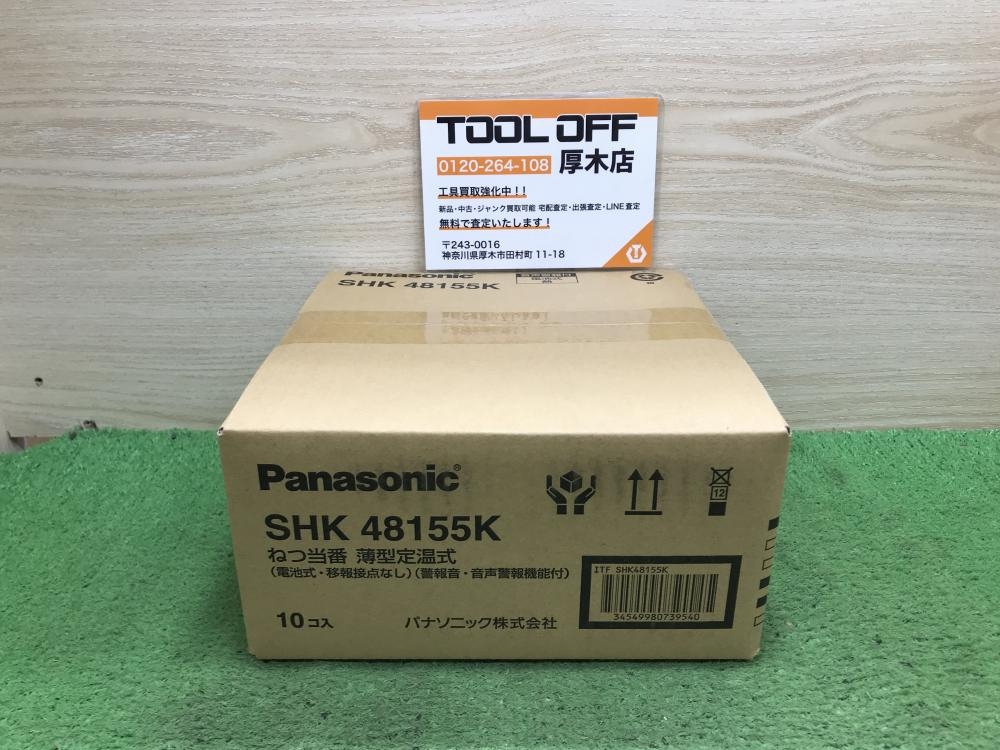 TOOL OFF
0120-264-108 厚木店
工具買取強化中！！
新品・中古・ジャンク買取可能 宅配査定・出張査定・LINE査定
無料で査定いたします！
〒243-0016
神奈川県厚木市田村町 11-18
Panasonic
SHK 48155K
Panasonic®
SHK 48155K
ねつ当番 薄型定温式
（電池式・移報接点なし）（警報音・音声警報機能付）
10コ入
パナソニック株式会社
12
ITF SHK48155K
34549980739540